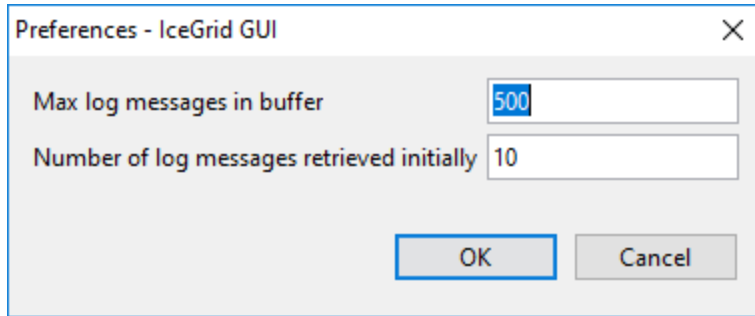 Preferences - IceGrid GUI
Max log messages in buffer 500
Number of log messages retrieved initially 10
OK Cancel